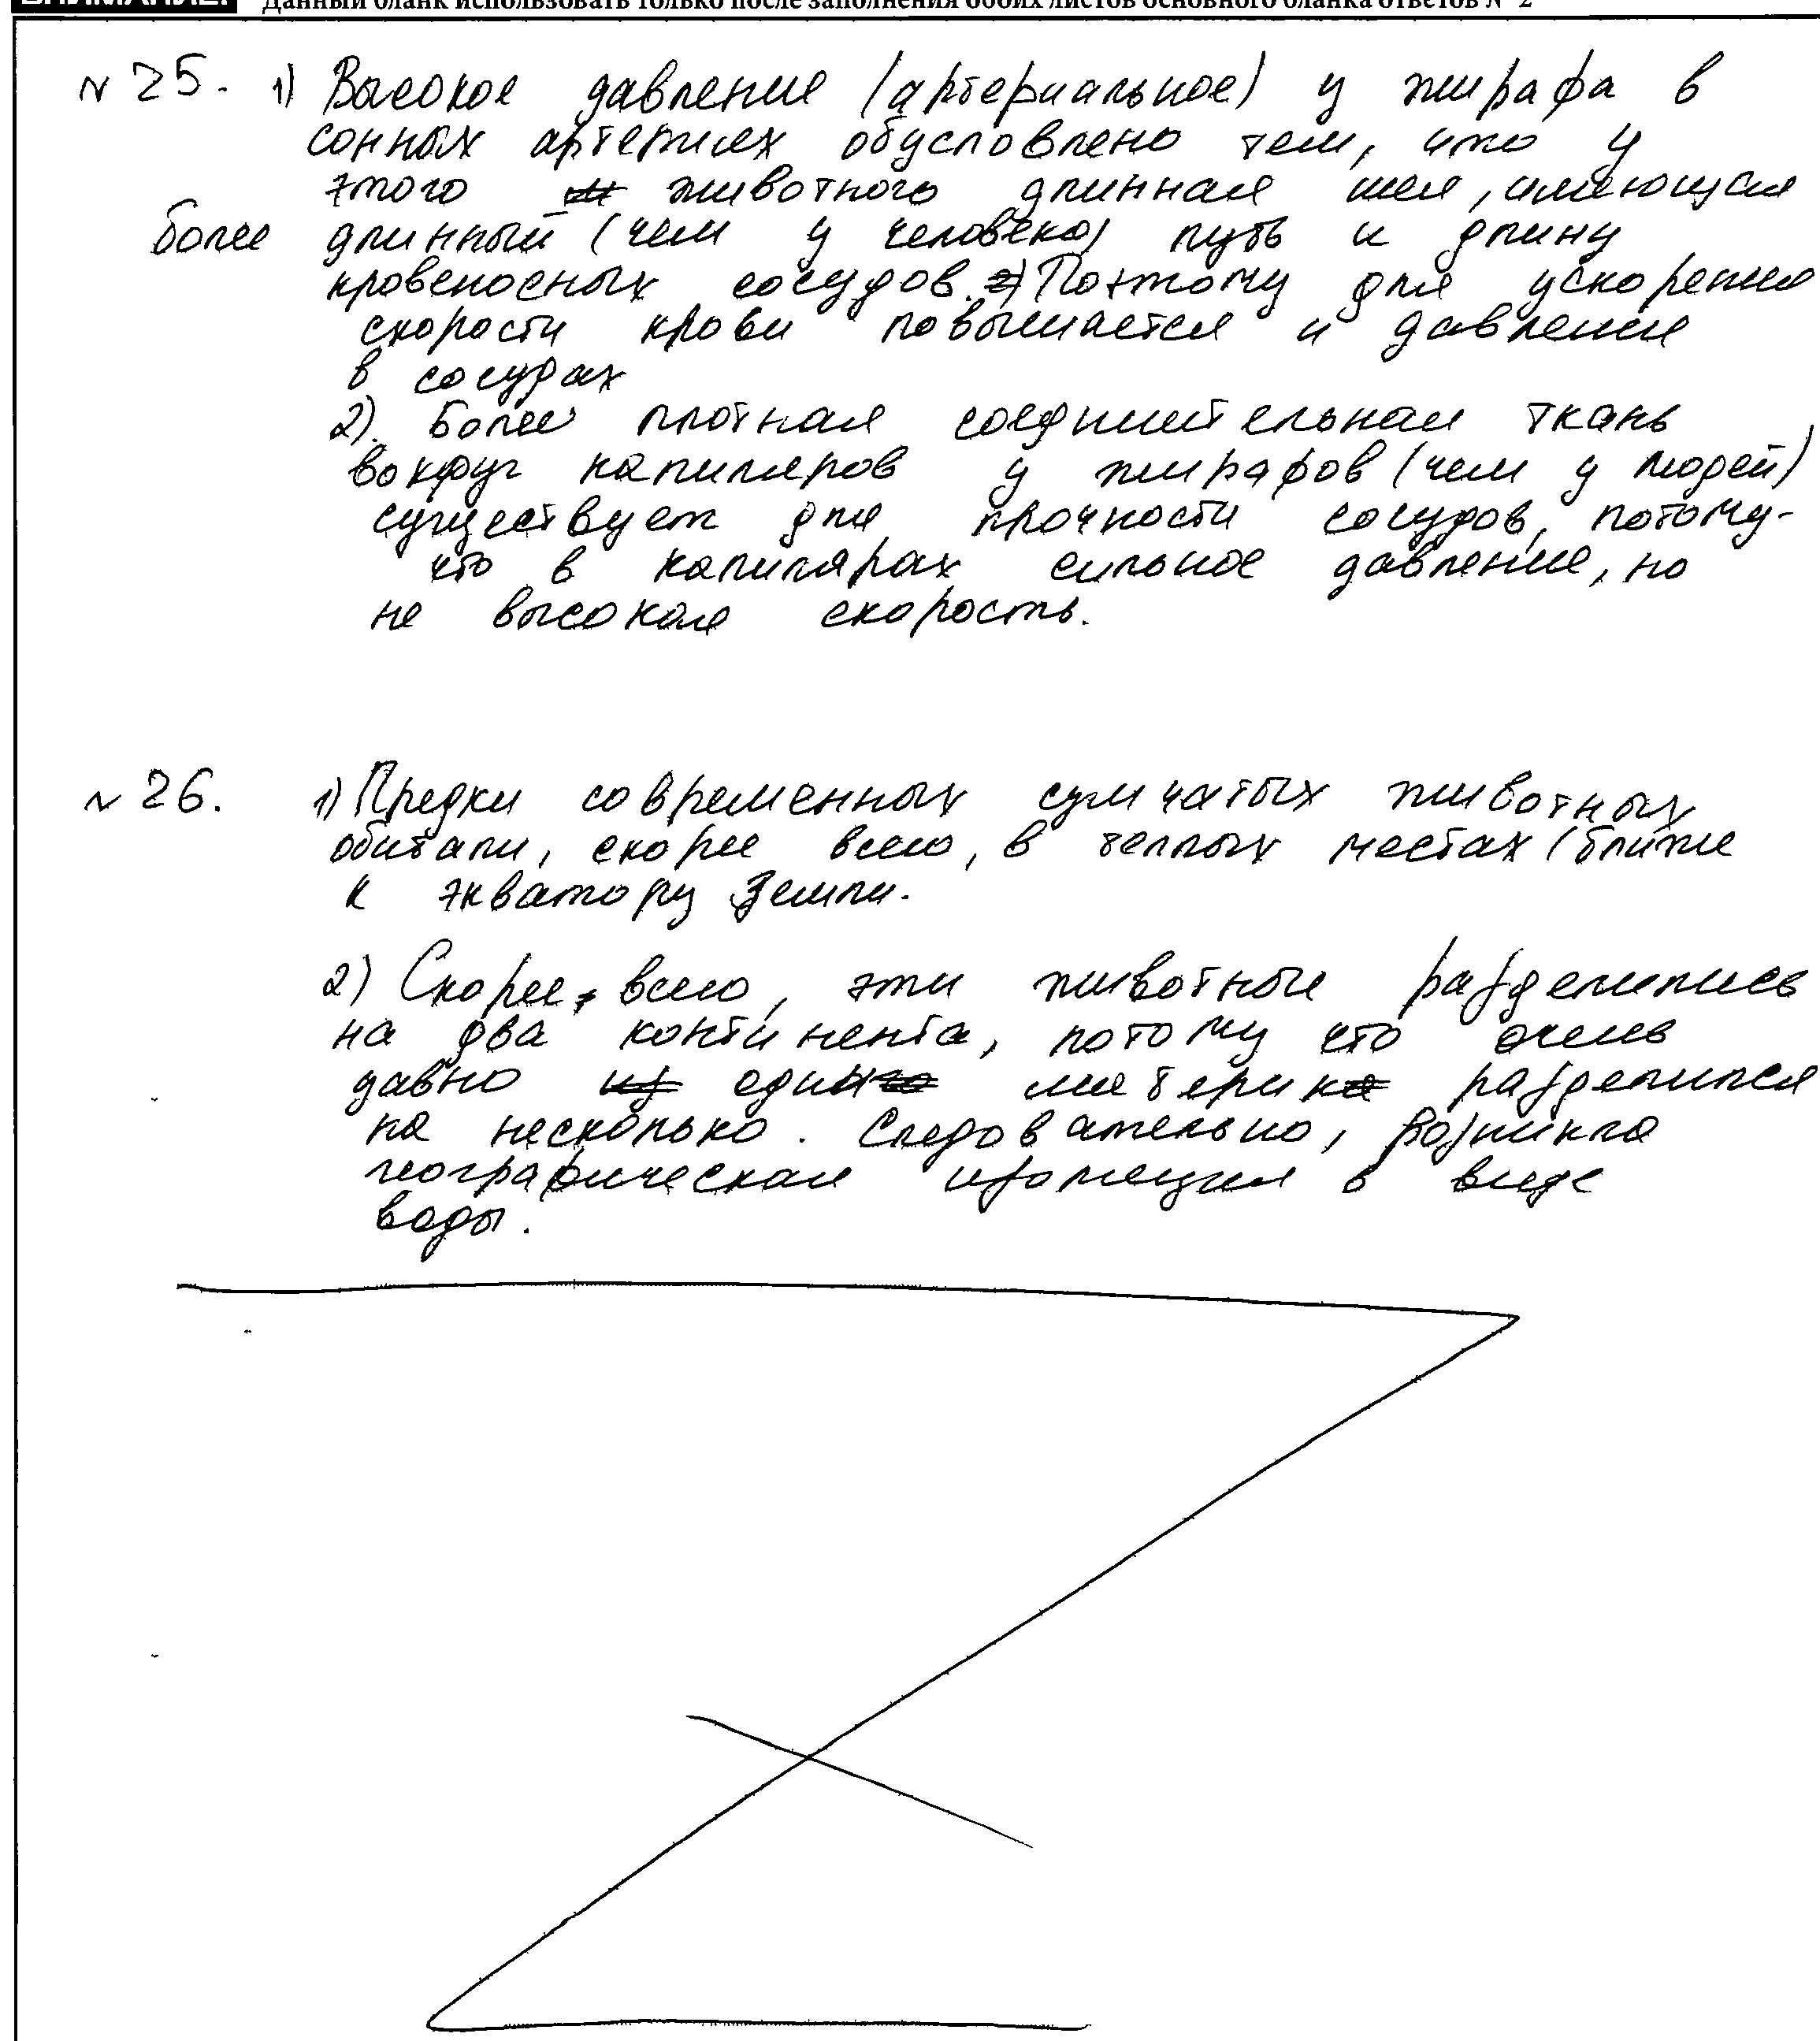 Данный бланк использовать только после заполнения обоих листов основного бланка ответов № 2
№ 25. 1) Высокое давление (артериальное) у жирафа в
сонных артериях обусловлено тем, что у
этого животного длинная шея, имеющая
более длинный (чем у человека) путь и длину
кровеносных сосудов. Поэтому для ускорения
скорости крови повышается и давление
в сосудах
2). Более плотная соединительная ткань
вокруг капиляров у жирафов (чем у людей)
существует для прочности сосудов, потому-
что в капилярах сильное давление, но
не высокая скорость.
№ 26. 1) Предки современных сумчатых животных
обитали, скорее всего, в теплых местах (ближе
к экватору Земли.
2) Скорее всего, эти животные разделились
на два континента, потому что очень
давно един материк разделился
на несколько. Следовательно, возникла
географическая изоляция в виде
воды.